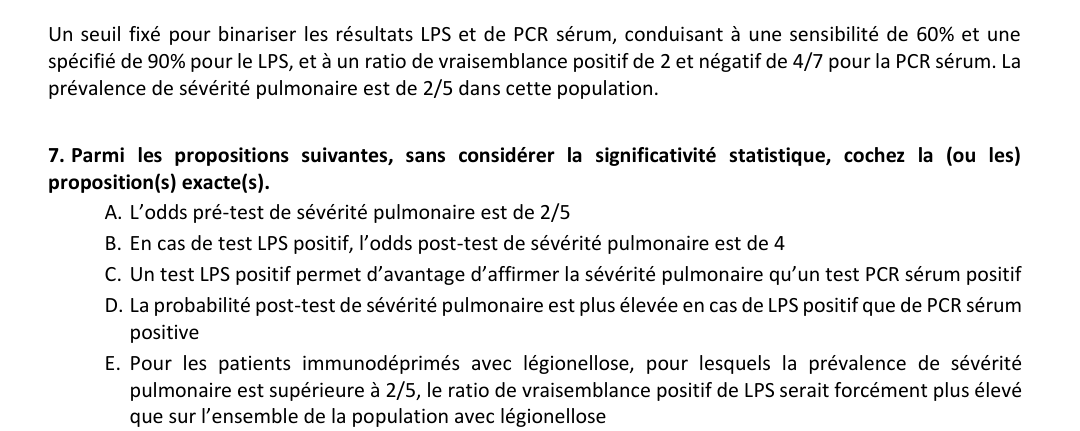 Un seuil fixé pour binariser les résultats LPS et de PCR sérum, conduisant à une sensibilité de 60% et une
spécifié de 90% pour le LPS, et à un ratio de vraisemblance positif de 2 et négatif de 4/7 pour la PCR sérum. La
prévalence de sévérité pulmonaire est de 2/5 dans cette population.
7. Parmi les propositions suivantes, sans considérer la significativité statistique, cochez la (ou les)
proposition(s) exacte(s).
A. L'odds pré-test de sévérité pulmonaire est de 2/5
B. En cas de test LPS positif, l'odds post-test de sévérité pulmonaire est de 4
C. Un test LPS positif permet d'avantage d'affirmer la sévérité pulmonaire qu'un test PCR sérum positif
D. La probabilité post-test de sévérité pulmonaire est plus élevée en cas de LPS positif que de PCR sérum
positive
E. Pour les patients immunodéprimés avec légionellose, pour lesquels la prévalence de sévérité
pulmonaire est supérieure à 2/5, le ratio de vraisemblance positif de LPS serait forcément plus élevé
que sur l'ensemble de la population avec légionellose